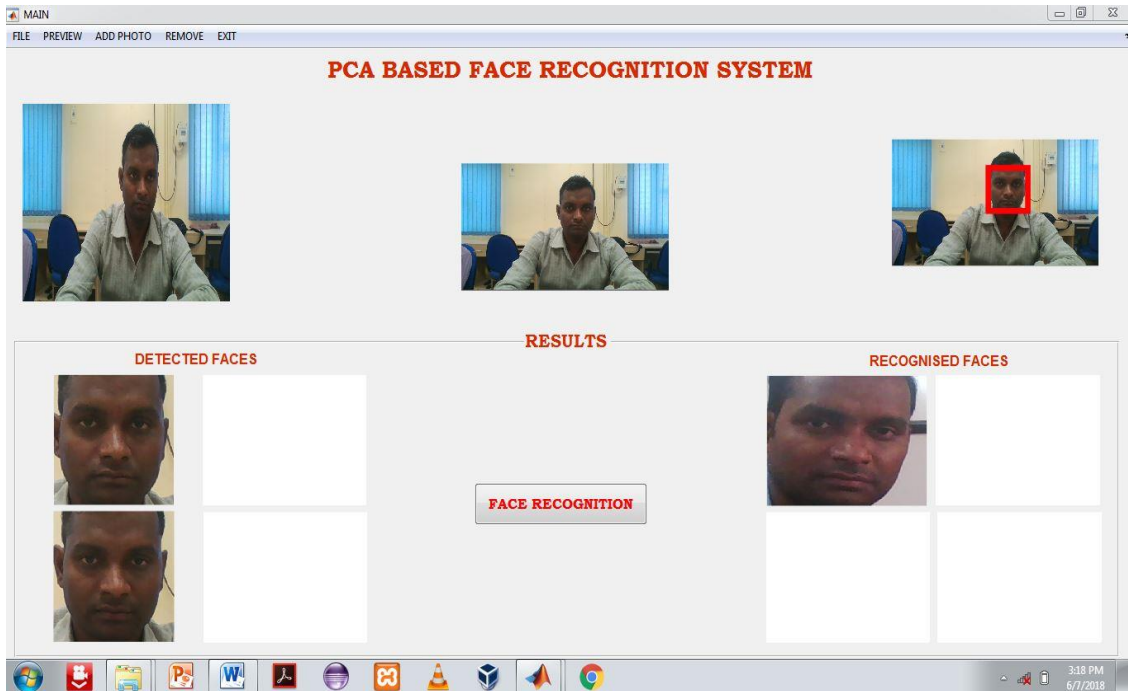 MAIN
FILE PREVIEW ADD PHOTO REMOVE EXIT
PCA BASED FACE RECOGNITION SYSTEM
RESULTS
DETECTED FACES
RECOGNISED FACES
FACE RECOGNITION
3:18 PM
6/7/2018